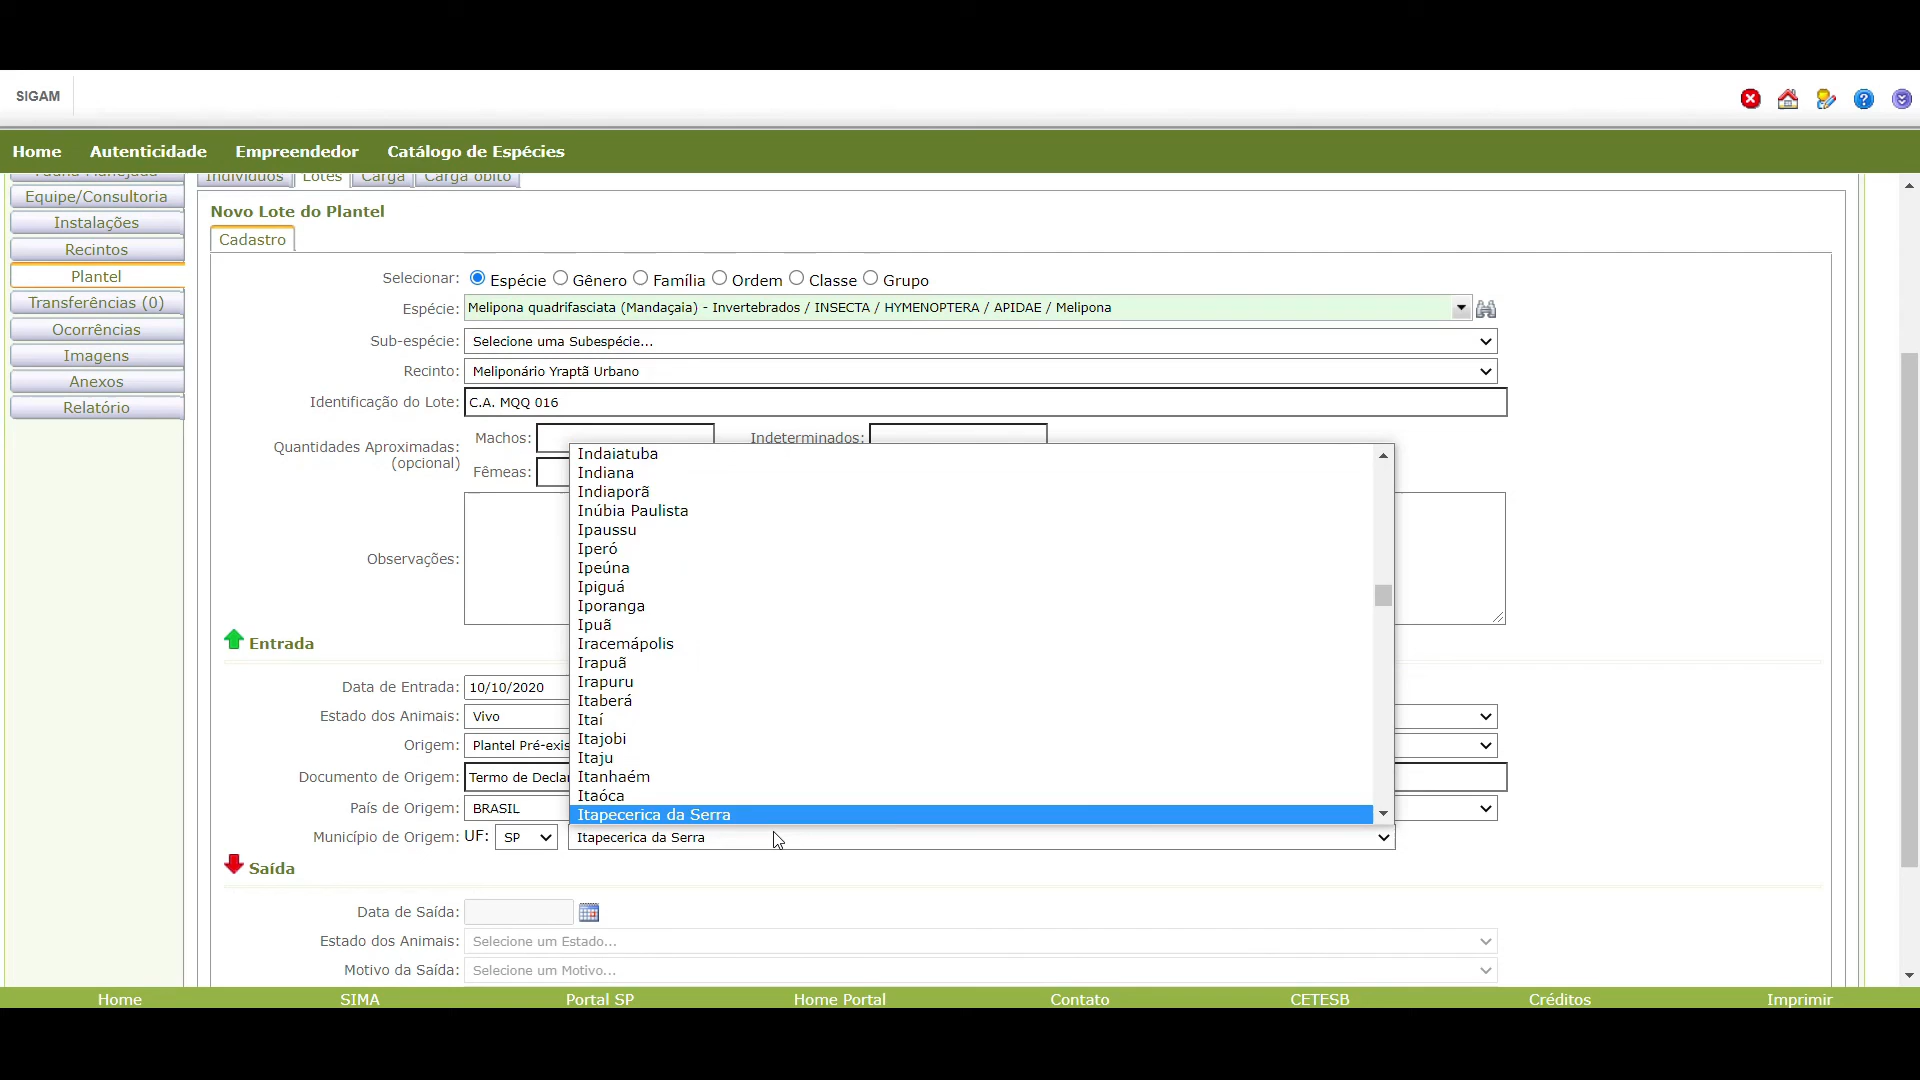 SIGAM
Home Autenticidade Empreendedor Catálogo de Espécies
Fauna Planejada
Equipe/Consultoria
Instalações
Recintos
Plantel
Transferências (0)
Ocorrências
Imagens
Anexos
Relatório
Indivíduos Lotes Carga Carga óbito
Novo Lote do Plantel
Cadastro
Selecionar: Espécie Gênero Família Ordem Classe Grupo
Espécie: Melipona quadrifasciata (Mandaçaia) - Invertebrados / INSECTA / HYMENOPTERA / APIDAE / Melipona
Sub-espécie: Selecione uma Subespécie...
Recinto: Meliponário Yraptã Urbano
Identificação do Lote: C.A. MQQ 016
Quantidades Aproximadas:
(opcional)
Machos: Indeterminados:
Fêmeas:
Observações:
Indaiatuba
Indiana
Indiaporã
Inúbia Paulista
Ipaussu
Iperó
Ipeúna
Ipiguá
Iporanga
Ipuã
Iracemápolis
Irapuã
Irapuru
Itaberá
Itaí
Itajobi
Itaju
Itanhaém
Itaóca
Itapecerica da Serra
Entrada
Data de Entrada: 10/10/2020
Estado dos Animais: Vivo
Origem: Plantel Pré-exis
Documento de Origem: Termo de Declar
País de Origem: BRASIL
Município de Origem: UF: SP Itapecerica da Serra
Saída
Data de Saída:
Estado dos Animais: Selecione um Estado...
Motivo da Saída: Selecione um Motivo...
Home SIMA Portal SP Home Portal Contato CETESB Créditos Imprimir